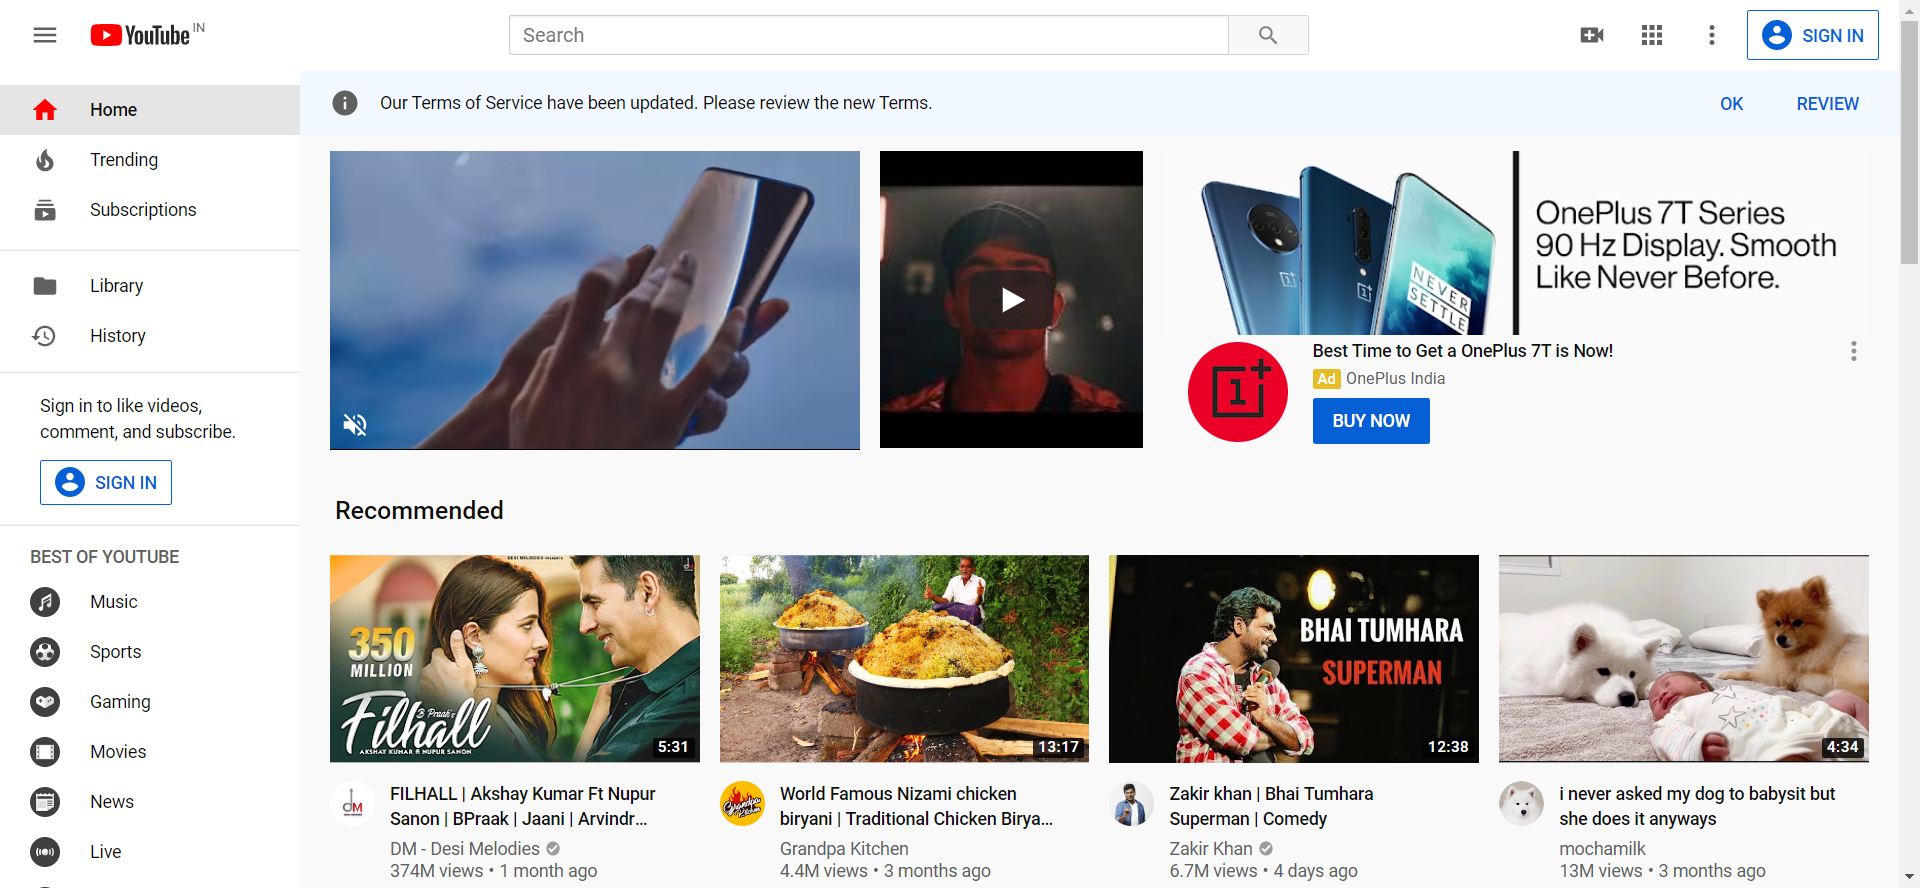 YouTube IN
Search
SIGN IN
Home
Trending
Subscriptions
Library
History
Sign in to like videos,
comment, and subscribe.
SIGN IN
BEST OF YOUTUBE
Music
Sports
Gaming
Movies
News
Live
Our Terms of Service have been updated. Please review the new Terms.
OK
REVIEW
NEVER
SETTLE
OnePlus 7T Series
90 Hz Display. Smooth
Like Never Before.
Best Time to Get a OnePlus 7T is Now!
Ad OnePlus India
BUY NOW
Recommended
350
MILLION
B Praak's
Filhall
AKSHAY KUMAR ft NUPUR SANON
5:31
13:17
BHAI TUMHARA
SUPERMAN
12:38
4:34
DM
FILHALL | Akshay Kumar Ft Nupur
Sanon | BPraak | Jaani | Arvindr...
DM - Desi Melodies
374M views • 1 month ago
Grandpa
Kitchen
World Famous Nizami chicken
biryani | Traditional Chicken Birya...
Grandpa Kitchen
4.4M views • 3 months ago
Zakir khan | Bhai Tumhara
Superman | Comedy
Zakir Khan
6.7M views • 4 days ago
i never asked my dog to babysit but
she does it anyways
mochamilk
13M views • 3 months ago